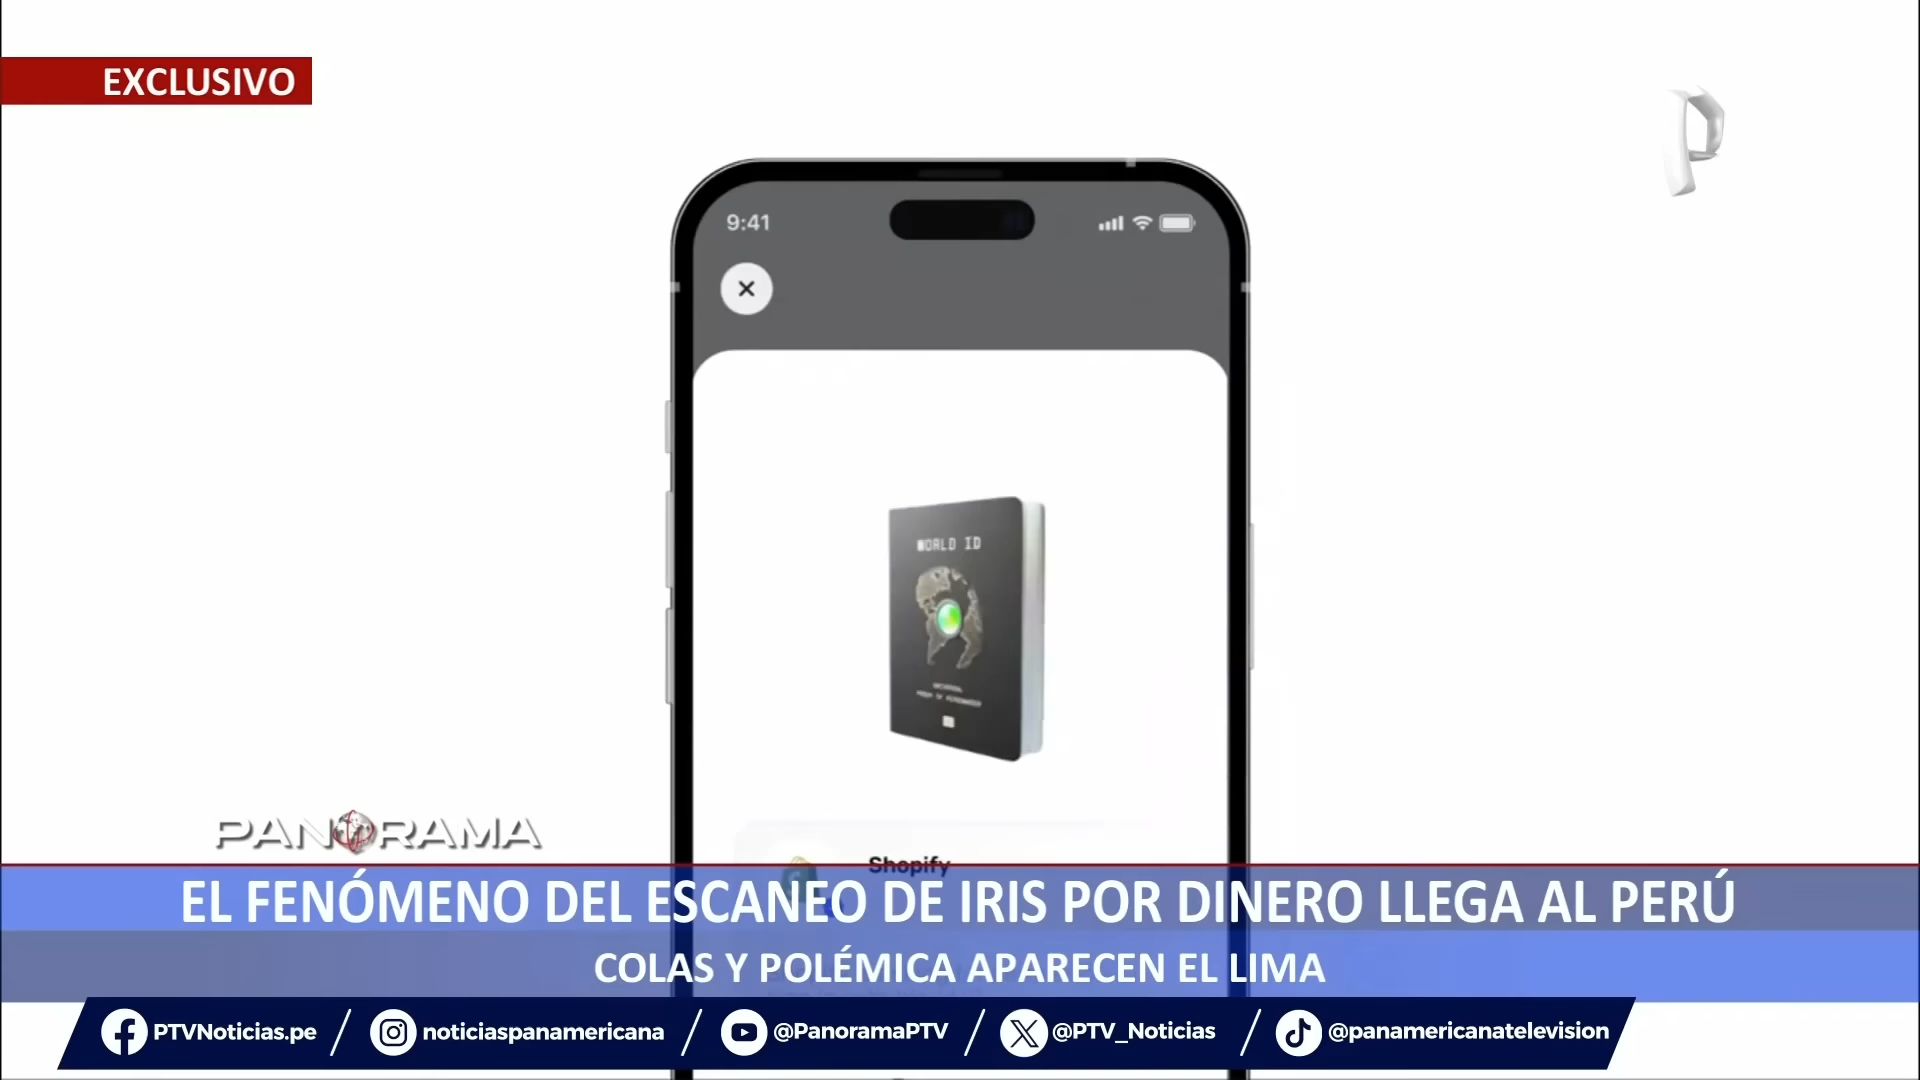 EXCLUSIVO
9:41
WORLD ID
Shopify
PANORAMA
EL FENÓMENO DEL ESCANEO DE IRIS POR DINERO LLEGA AL PERÚ
COLAS Y POLÉMICA APARECEN EL LIMA
PTVNoticias.pe / noticiaspanamericana / @PanoramaPTV / @PTV_Noticias / @panamericanatelevision